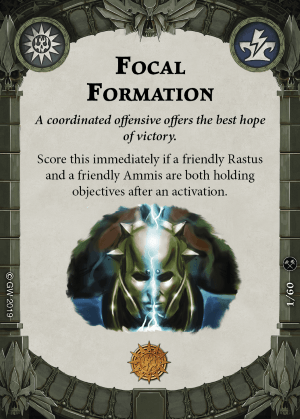 FOCAL
FORMATION
A coordinated offensive offers the best hope
of victory.
Score this immediately if a friendly Rastus
and a friendly Ammis are both holding
objectives after an activation.
© GW 2019
1/60